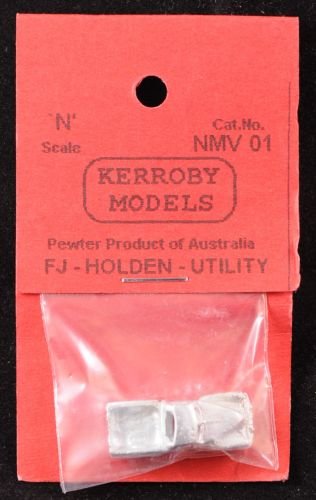 'N' Cat.No.
Scale NMV 01
KERROBY
MODELS
Pewter Product of Australia
FJ - HOLDEN - UTILITY